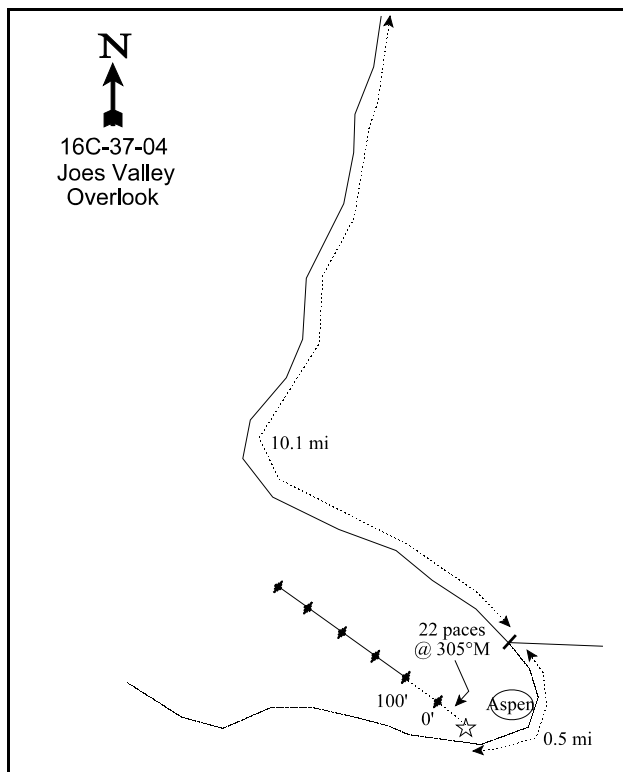 N
16C-37-04
Joes Valley
Overlook
10.1 mi
22 paces
@ 305°M
100'
0'
Aspen
0.5 mi